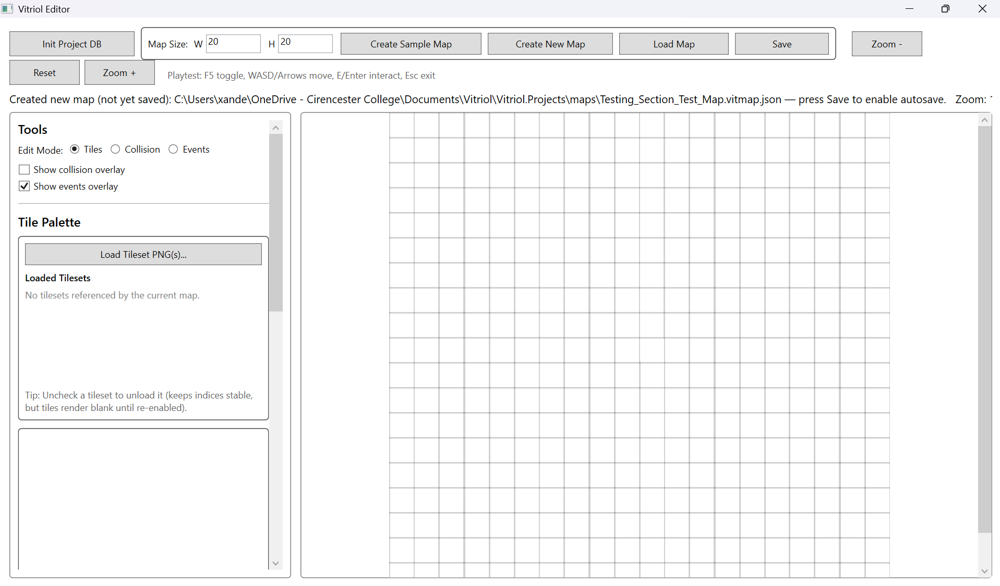 Vitriol Editor
Init Project DB
Map Size: W 20 H 20
Create Sample Map
Create New Map
Load Map
Save
Zoom -
Reset
Zoom +
Playtest: F5 toggle, WASD/Arrows move, E/Enter interact, Esc exit
Created new map (not yet saved): C:\Users\xande\OneDrive - Cirencester College\Documents\Vitriol\Vitriol.Projects\maps\Testing_Section_Test_Map.vitmap.json — press Save to enable autosave. Zoom:
Tools
Edit Mode: Tiles Collision Events
Show collision overlay
Show events overlay
Tile Palette
Load Tileset PNG(s)...
Loaded Tilesets
No tilesets referenced by the current map.
Tip: Uncheck a tileset to unload it (keeps indices stable,
but tiles render blank until re-enabled).